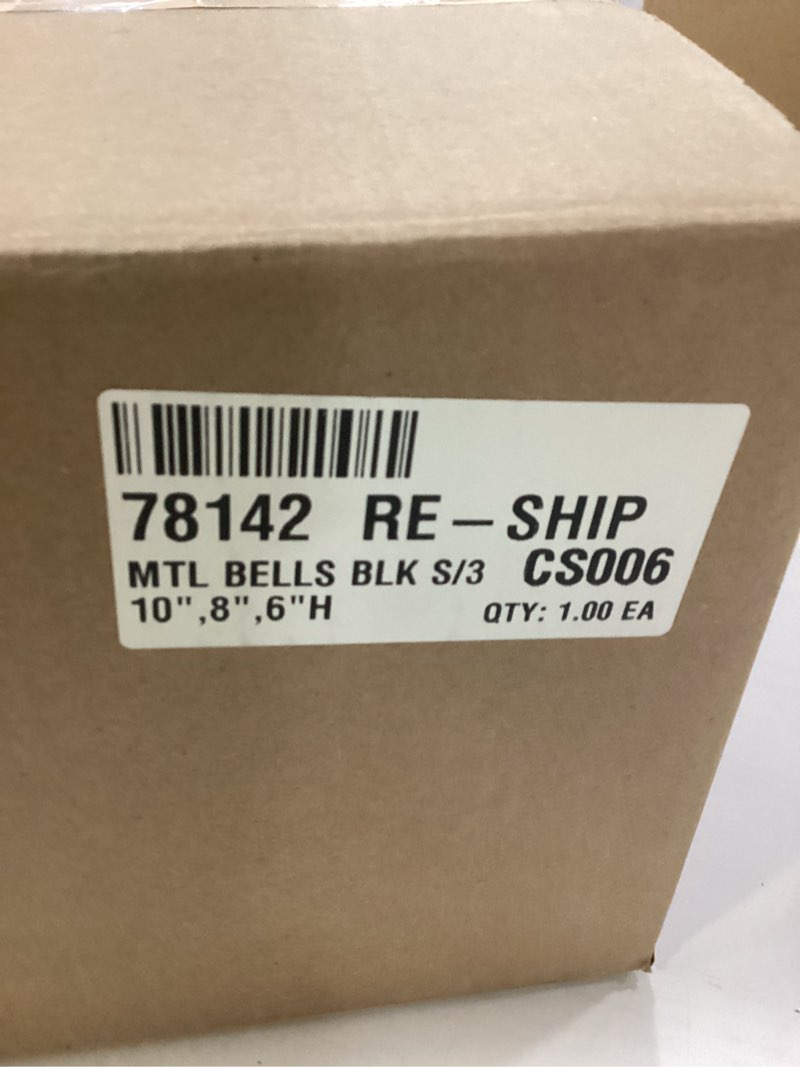 78142 RE-SHIP
MTL BELLS BLK S/3 CS006
10",8",6"H QTY: 1.00 EA